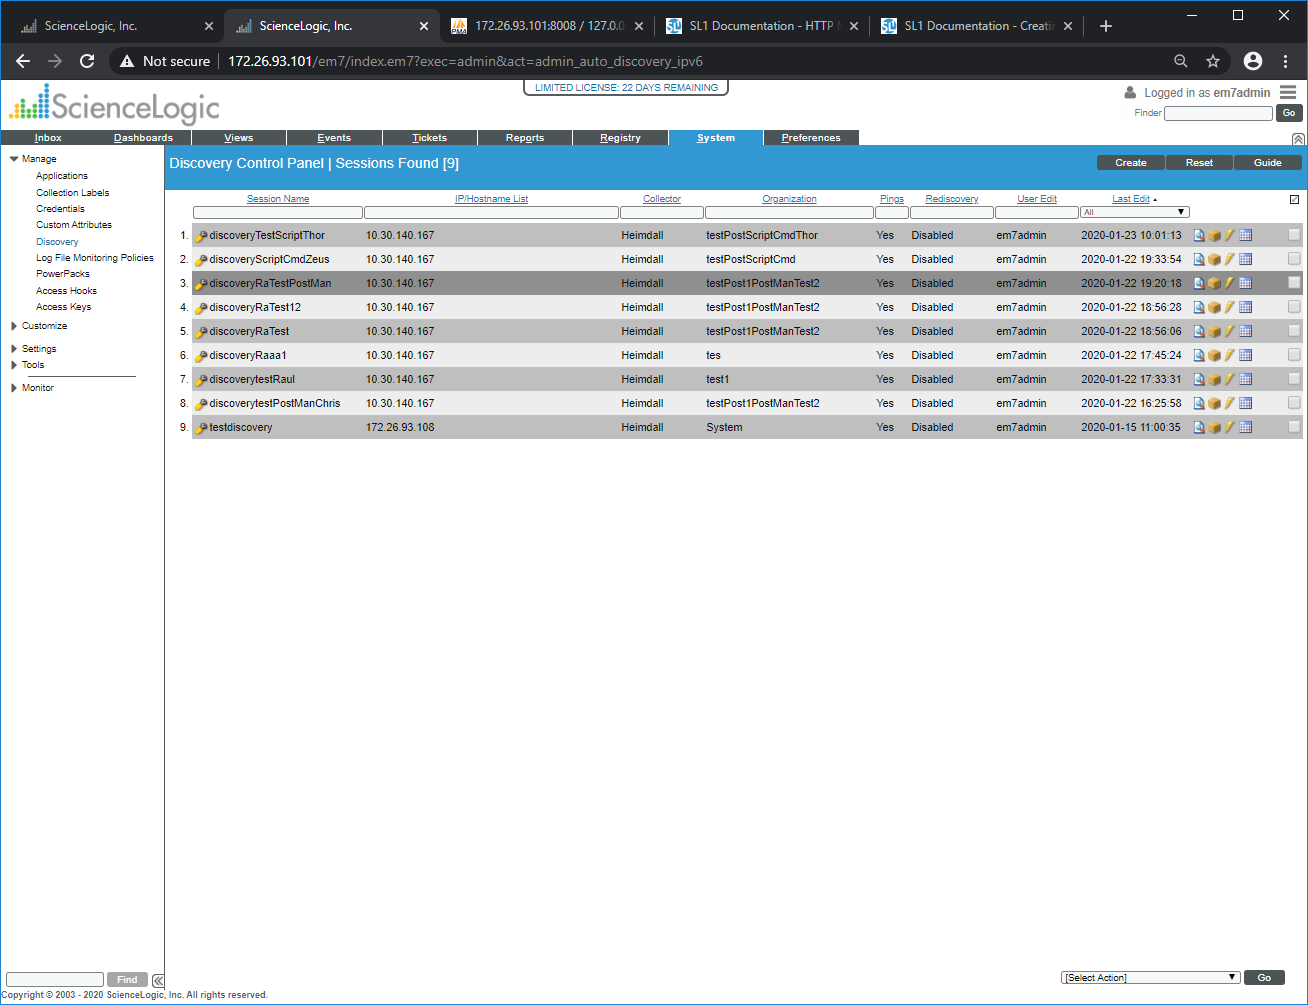 ScienceLogic, Inc.
ScienceLogic, Inc.
172.26.93.101:8008 / 127.0.0
SL1 Documentation - HTTP
SL1 Documentation - Creatin
Not secure
172.26.93.101/em7/index.em7?exec=admin&act=admin_auto_discovery_ipv6
ScienceLogic
LIMITED LICENSE: 22 DAYS REMAINING
Logged in as em7admin
Finder
Go
Inbox Dashboards Views Events Tickets Reports Registry System Preferences
Manage
Applications
Collection Labels
Credentials
Custom Attributes
Discovery
Log File Monitoring Policies
PowerPacks
Access Hooks
Access Keys
Customize
Settings
Tools
Monitor
Discovery Control Panel | Sessions Found [9]
Create Reset Guide
Session Name IP/Hostname List Collector Organization Pings Rediscovery User Edit Last Edit
All
1. discoveryTestScriptThor 10.30.140.167 Heimdall testPostScriptCmdThor Yes Disabled em7admin 2020-01-23 10:01:13
2. discoveryScriptCmdZeus 10.30.140.167 Heimdall testPostScriptCmd Yes Disabled em7admin 2020-01-22 19:33:54
3. discoveryRaTestPostMan 10.30.140.167 Heimdall testPost1PostManTest2 Yes Disabled em7admin 2020-01-22 19:20:18
4. discoveryRaTest12 10.30.140.167 Heimdall testPost1PostManTest2 Yes Disabled em7admin 2020-01-22 18:56:28
5. discoveryRaTest 10.30.140.167 Heimdall testPost1PostManTest2 Yes Disabled em7admin 2020-01-22 18:56:06
6. discoveryRaaa1 10.30.140.167 Heimdall tes Yes Disabled em7admin 2020-01-22 17:45:24
7. discoverytestRaul 10.30.140.167 Heimdall test1 Yes Disabled em7admin 2020-01-22 17:33:31
8. discoverytestPostManChris 10.30.140.167 Heimdall testPost1PostManTest2 Yes Disabled em7admin 2020-01-22 16:25:58
9. testdiscovery 172.26.93.108 Heimdall System Yes Disabled em7admin 2020-01-15 11:00:35
Find
[Select Action]
Go
Copyright © 2003 - 2020 ScienceLogic, Inc. All rights reserved.